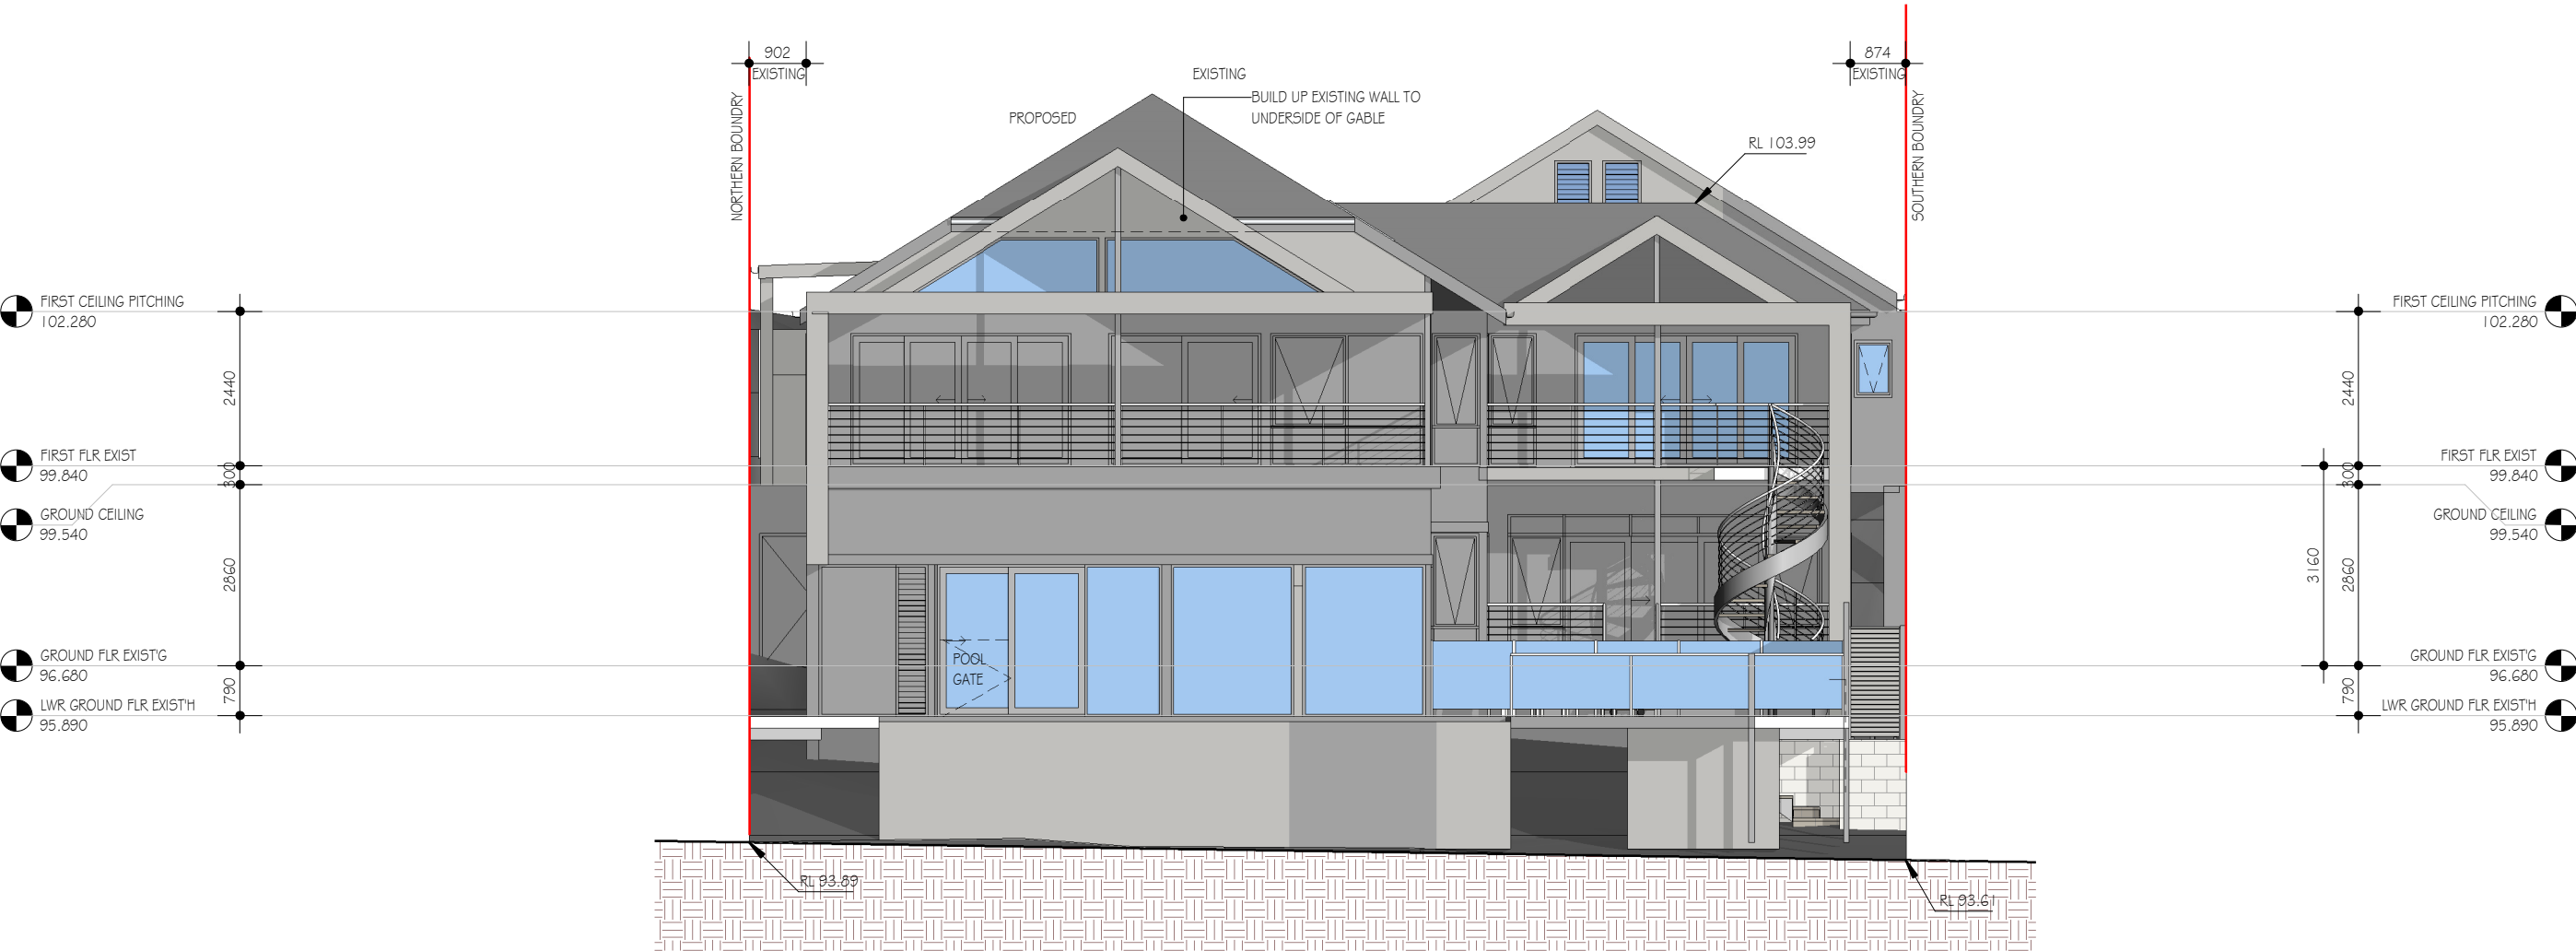 902
EXISTING
874
EXISTING
EXISTING
BUILD UP EXISTING WALL TO
UNDERSIDE OF GABLE
PROPOSED
RL 103.99
NORTHERN BOUNDRY
SOUTHERN BOUNDRY
FIRST CEILING PITCHING
102.280
2440
FIRST FLR EXIST
99.840
300
GROUND CEILING
99.540
2860
GROUND FLR EXIST'G
96.680
790
LWR GROUND FLR EXIST'H
95.890
POOL
GATE
FIRST CEILING PITCHING
102.280
2440
FIRST FLR EXIST
99.840
300
GROUND CEILING
99.540
3160
2860
GROUND FLR EXIST'G
96.680
790
LWR GROUND FLR EXIST'H
95.890
RL 93.89
RL 93.61